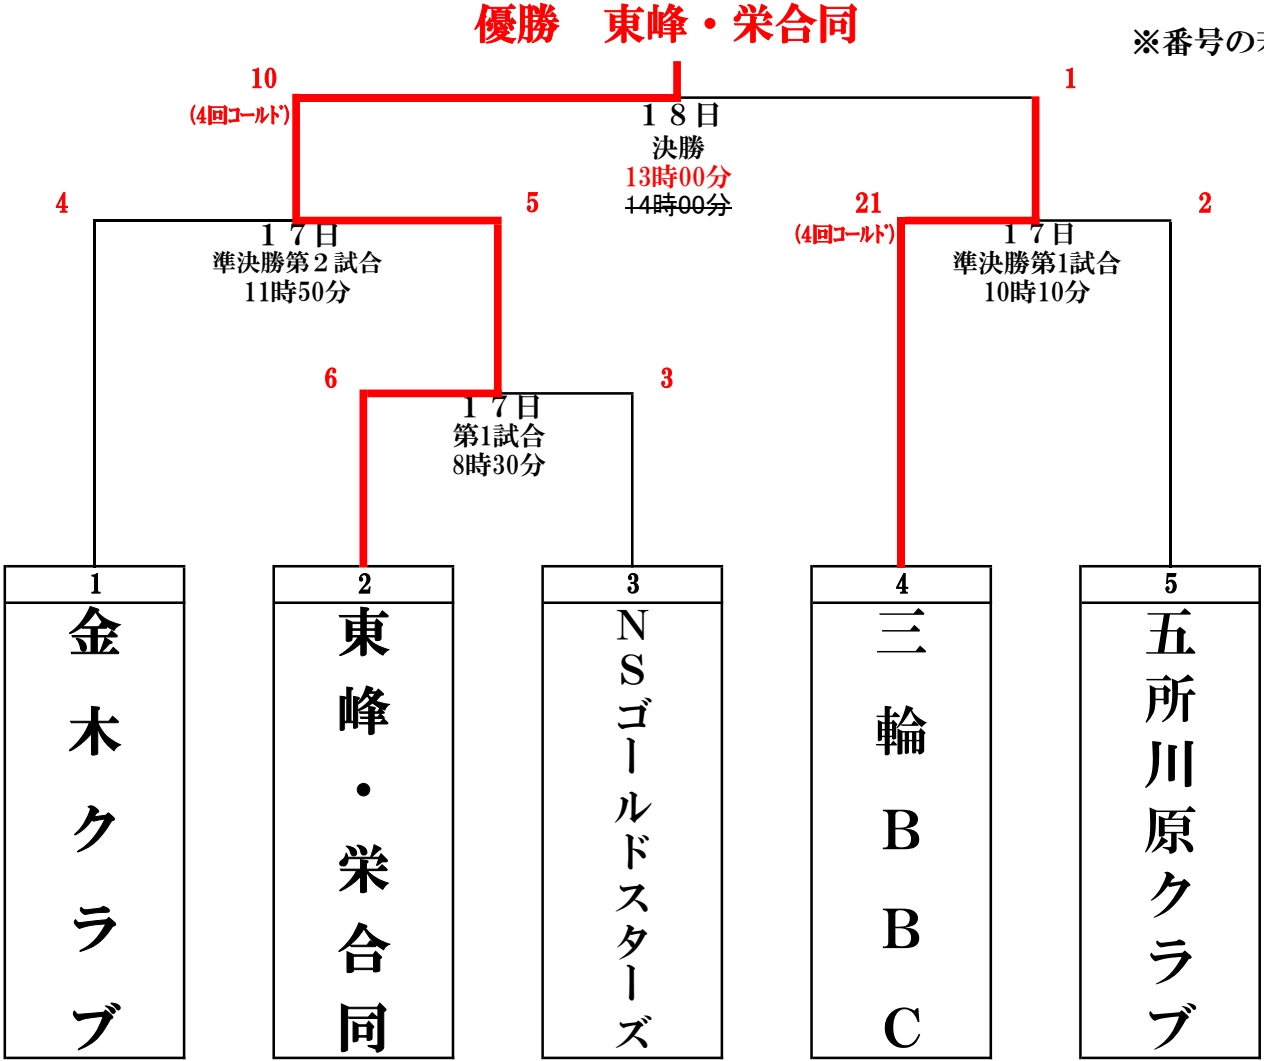 優勝　東峰・栄合同
※番号の
10
1
(4回コールド)
１８日
決勝
13時00分
14時00分
4
5
21
2
(4回コールド)
１７日
準決勝第２試合
11時50分
１７日
準決勝第1試合
10時10分
6
3
１７日
第1試合
8時30分
1
2
3
4
5
金木クラブ
東峰・栄合同
NSゴールドスターズ
三輪BBC
五所川原クラブ